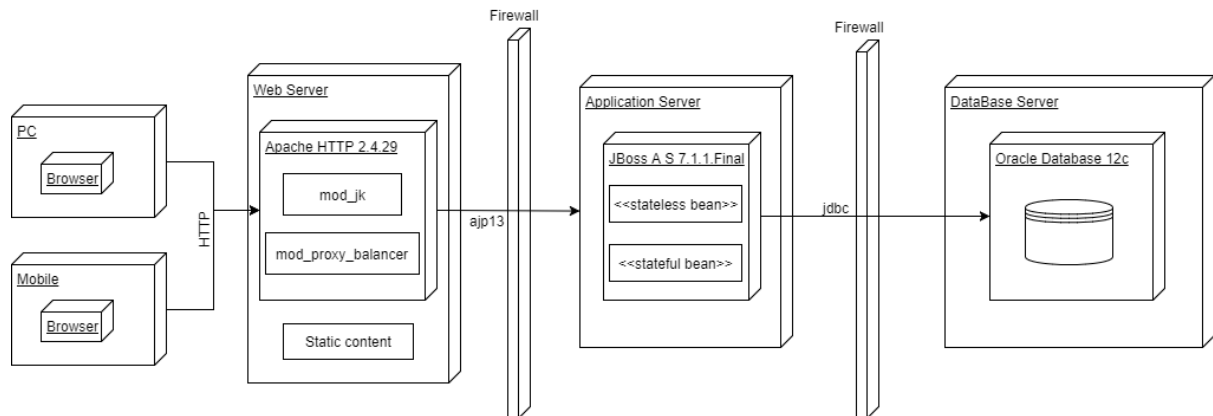 Firewall
Firewall
Web Server
Application Server
DataBase Server
PC
Apache HTTP 2.4.29
JBoss A S 7.1.1.Final
Oracle Database 12c
Browser
mod_jk
<<stateless bean>>
HTTP
ajp13
jdbc
mod_proxy_balancer
<<stateful bean>>
Mobile
Browser
Static content